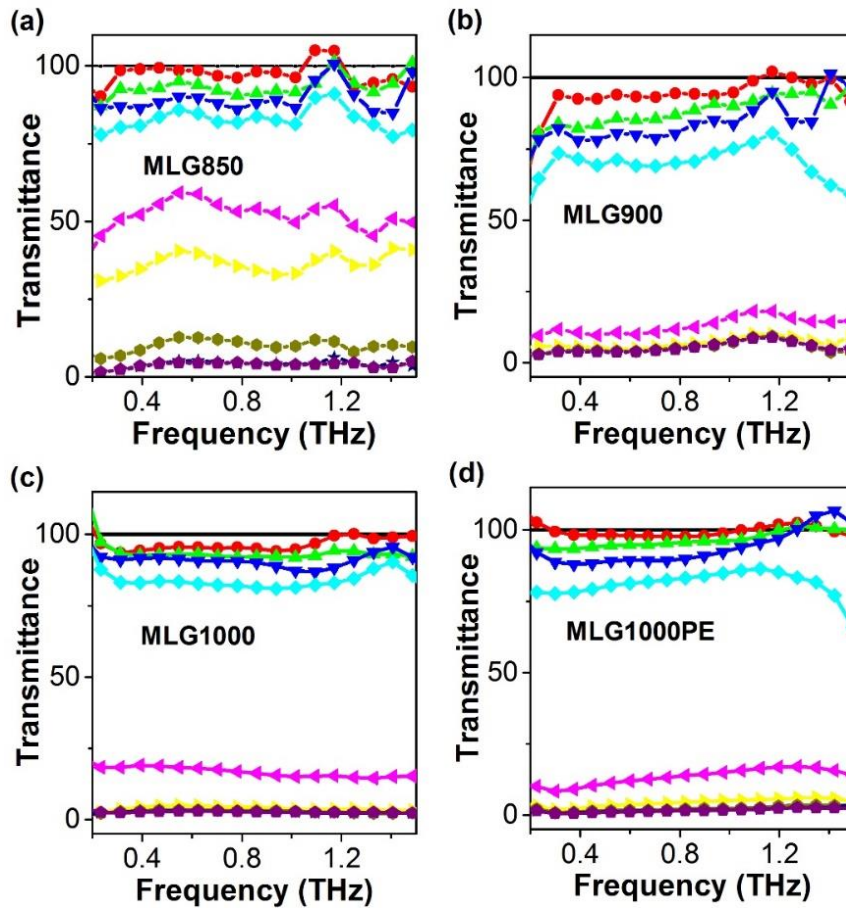 (a)
100
50
0
Transmittance
MLG850
0.4 0.8 1.2
Frequency (THz)
(b)
100
50
0
Transmittance
MLG900
0.4 0.8 1.2
Frequency (THz)
(c)
100
50
0
Transmittance
MLG1000
0.4 0.8 1.2
Frequency (THz)
(d)
100
50
0
Transmittance
MLG1000PE
0.4 0.8 1.2
Frequency (THz)